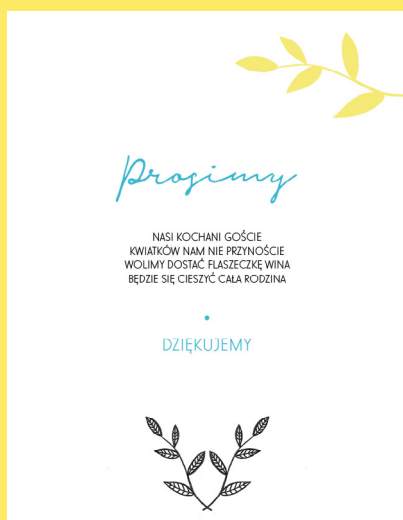 Prosimy
NASI KOCHANI GOŚCIE
KWIATKÓW NAM NIE PRZYNOŚCIE
WOLIMY DOSTAĆ FLASZECZKĘ WINA
BĘDZIE SIĘ CIESZYĆ CAŁA RODZINA
DZIĘKUJEMY